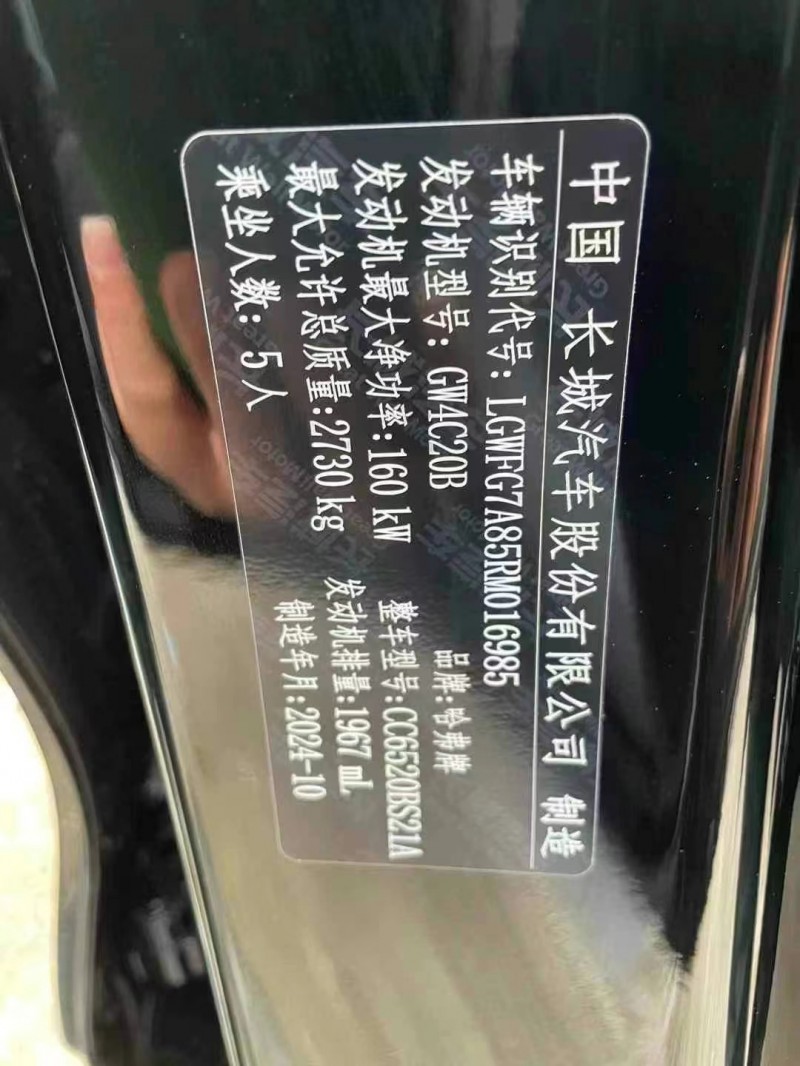 中国 长城汽车股份有限公司 制造
车辆识别代号：LGWFG7A85RM016985
发动机型号：GW4C20B 品牌：哈弗牌
发动机最大净功率：160 kW 整车型号：CC6520BS21A
最大允许总质量：2730 kg 发动机排量：1967 mL
乘坐人数：5人 制造年月：2024-10